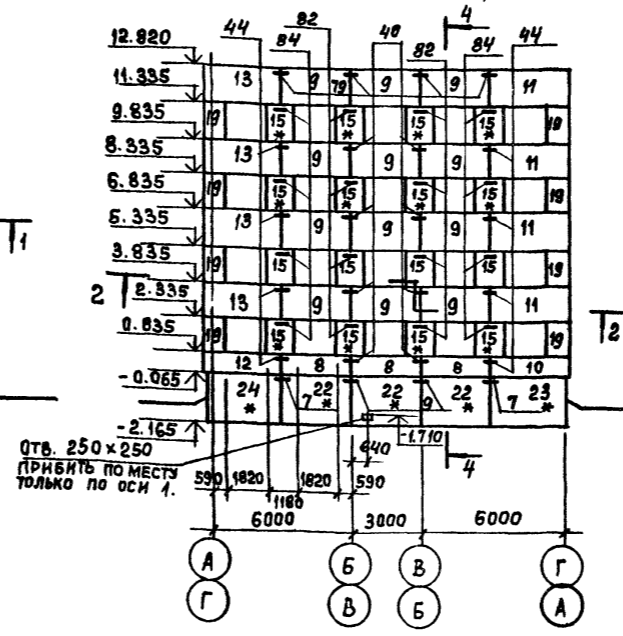 4
82
44 84 40 82 84 44
12.820
13 9 79 9 9 11
11.335
9.835
19 15 15 15 15 19
* * * *
8.335
13 9 9 9 11
6.835
19 15 15 15 15 19
* * * *
1
5.335
13 9 9 9 11
3.835
19 15 15 15 15 19
2
2.335
13 9 9 9 11
0.835
2
19 15 15 15 15 19
* * * *
12 8 8 8 10
-0.065
24 7 22 22 9 22 7 23
* * * * *
-2.165
-1.710
ОТВ. 250×250
ПРИБИТЬ ПО МЕСТУ
ТОЛЬКО ПО ОСИ 1.
640
4
590 1820 1180 1820 590
6000 3000 6000
А Б В Г
Г В Б А